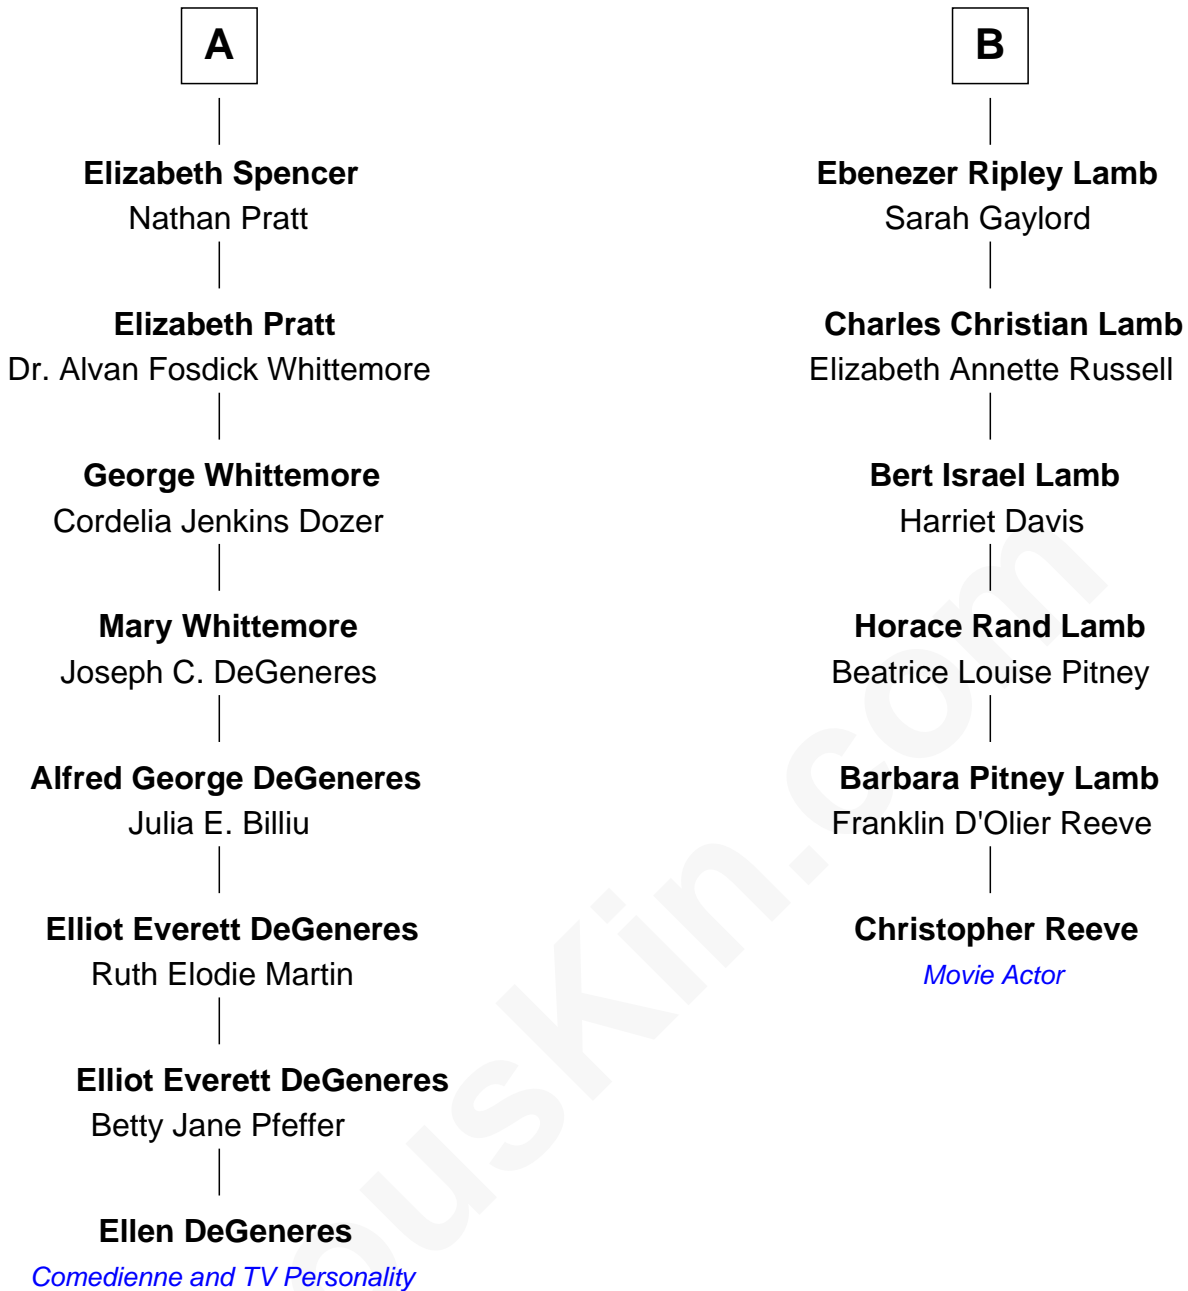 A
Elizabeth Spencer
Nathan Pratt
Elizabeth Pratt
Dr. Alvan Fosdick Whittemore
George Whittemore
Cordelia Jenkins Dozer
Mary Whittemore
Joseph C. DeGeneres
Alfred George DeGeneres
Julia E. Billiu
Elliot Everett DeGeneres
Ruth Elodie Martin
Elliot Everett DeGeneres
Betty Jane Pfeffer
Ellen DeGeneres
Comedienne and TV Personality
B
Ebenezer Ripley Lamb
Sarah Gaylord
Charles Christian Lamb
Elizabeth Annette Russell
Bert Israel Lamb
Harriet Davis
Horace Rand Lamb
Beatrice Louise Pitney
Barbara Pitney Lamb
Franklin D'Olier Reeve
Christopher Reeve
Movie Actor
ousKin.com